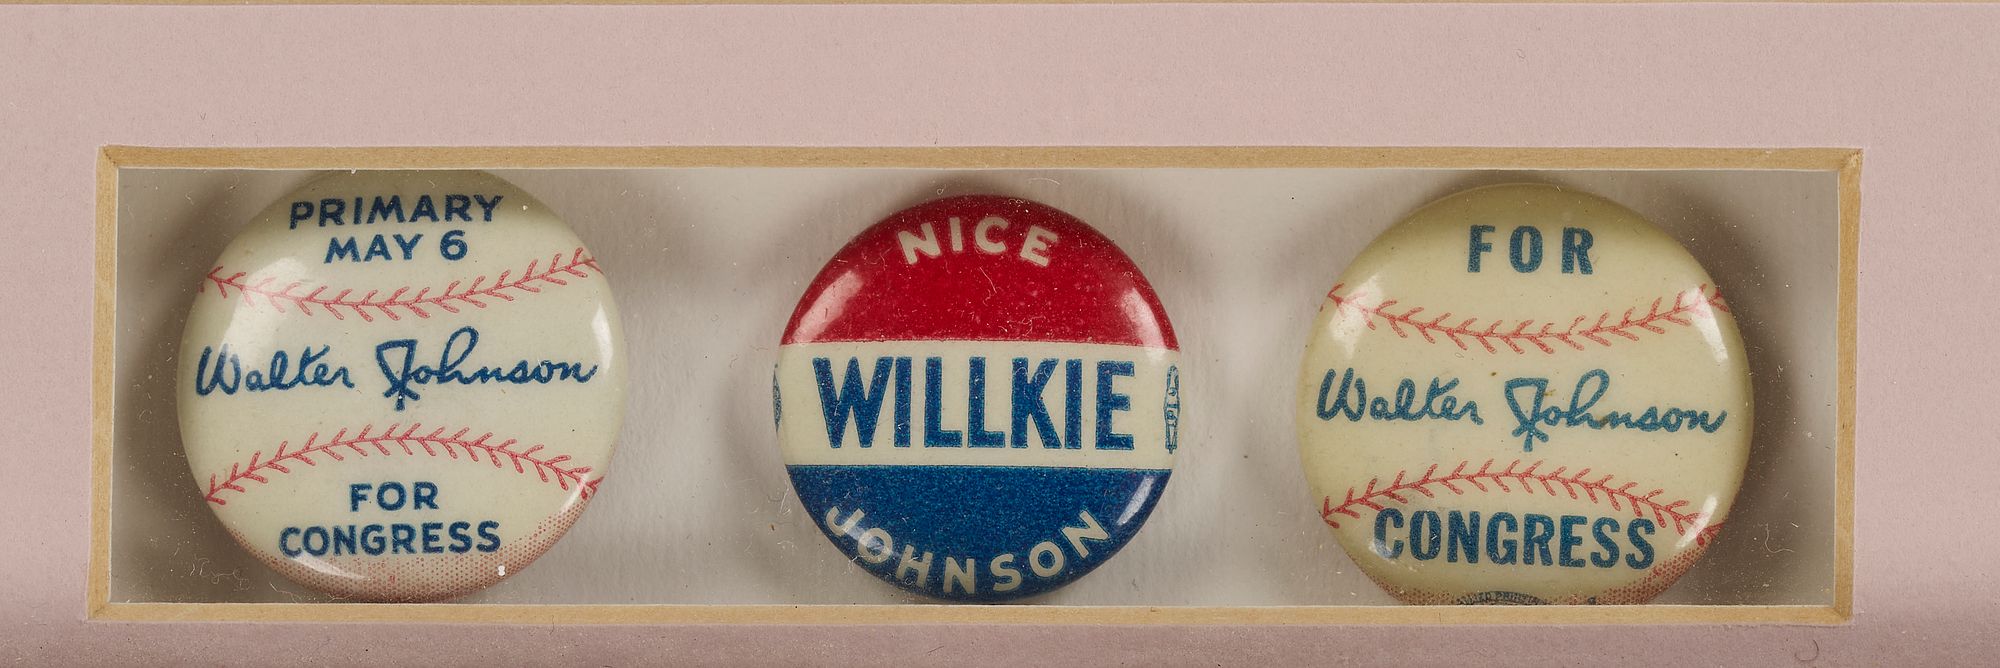 PRIMARY
MAY 6
Walter Johnson
FOR
CONGRESS
NICE
WILLKIE
JOHNSON
FOR
Walter Johnson
CONGRESS